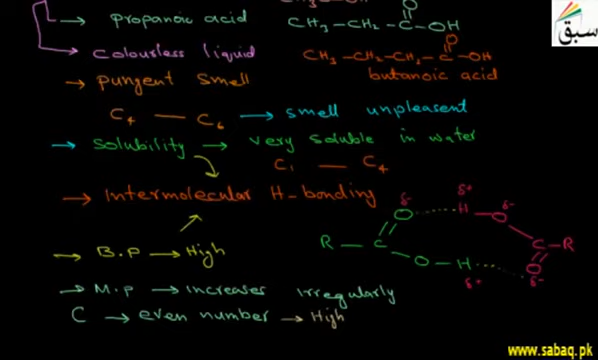 → propanoic acid
CH₃–CH₂–C–OH
O
→ Colourless liquid
CH₃–CH₂–CH₂–C–OH
O
butanoic acid
→ pungent smell
C₄ — C₆ → smell unpleasent
→ Solubility → very soluble in water
C₁ — C₄
→ Intermolecular H-bonding
δ- δ+ δ-
O ........ H–O
R–C C–R
O–H ........ O
δ+ δ-
→ B.P → High
→ M.P → increases irregularly
C → even number → High
سبق
www.sabaq.pk